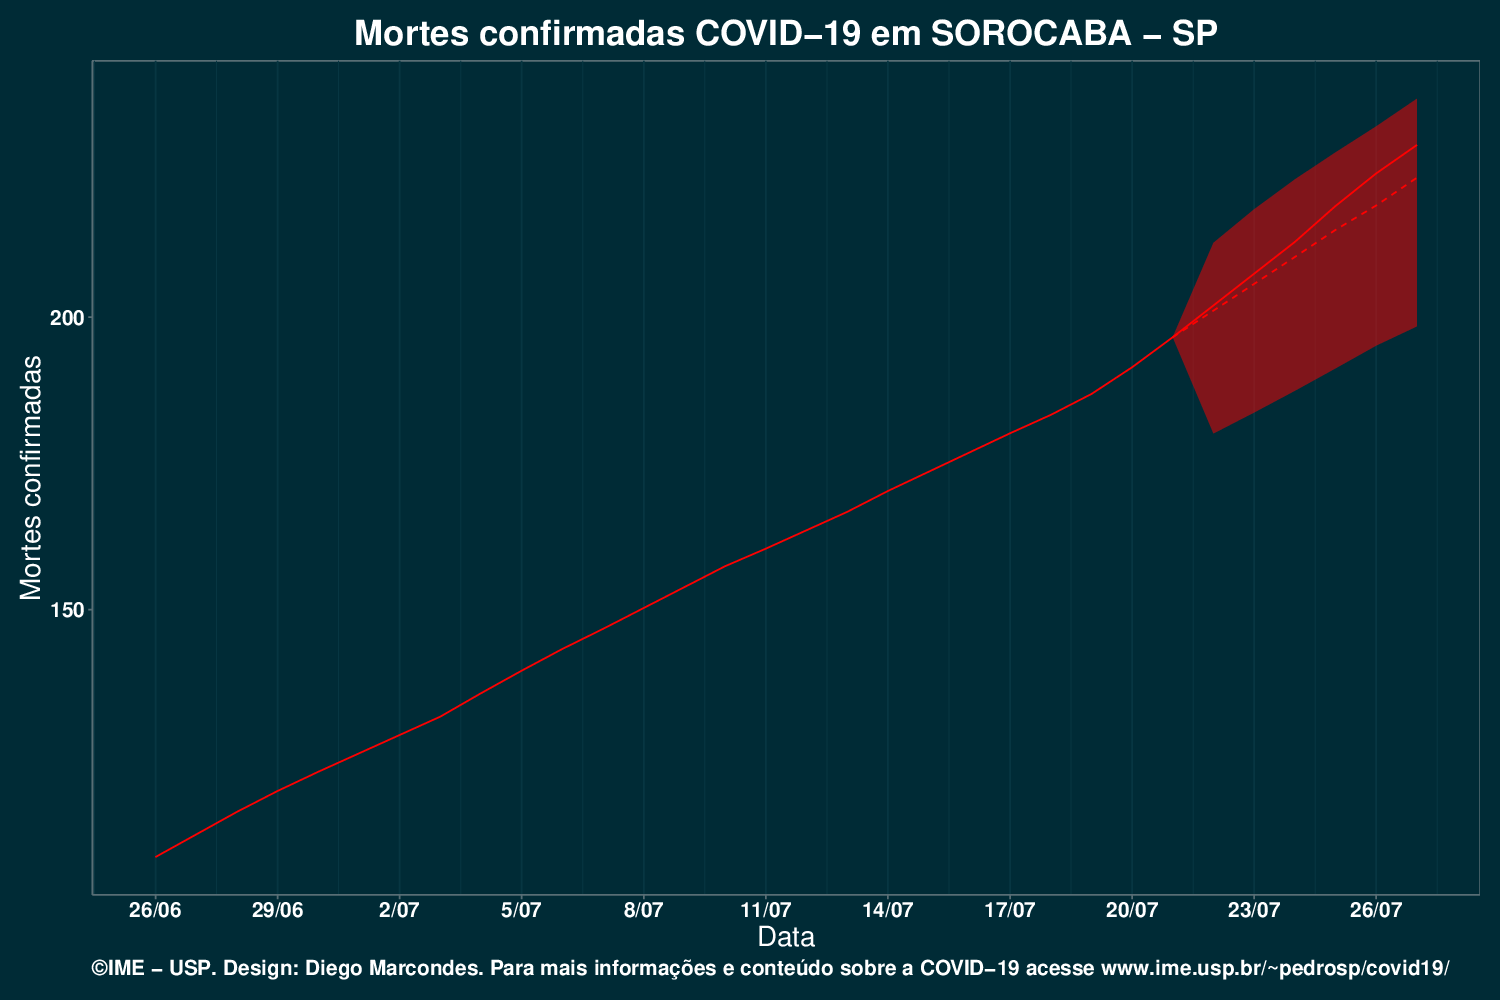 Mortes confirmadas COVID−19 em SOROCABA − SP
Mortes confirmadas
200
150
26/06 29/06 2/07 5/07 8/07 11/07 14/07 17/07 20/07 23/07 26/07
Data
©IME − USP. Design: Diego Marcondes. Para mais informações e conteúdo sobre a COVID−19 acesse www.ime.usp.br/~pedrosp/covid19/